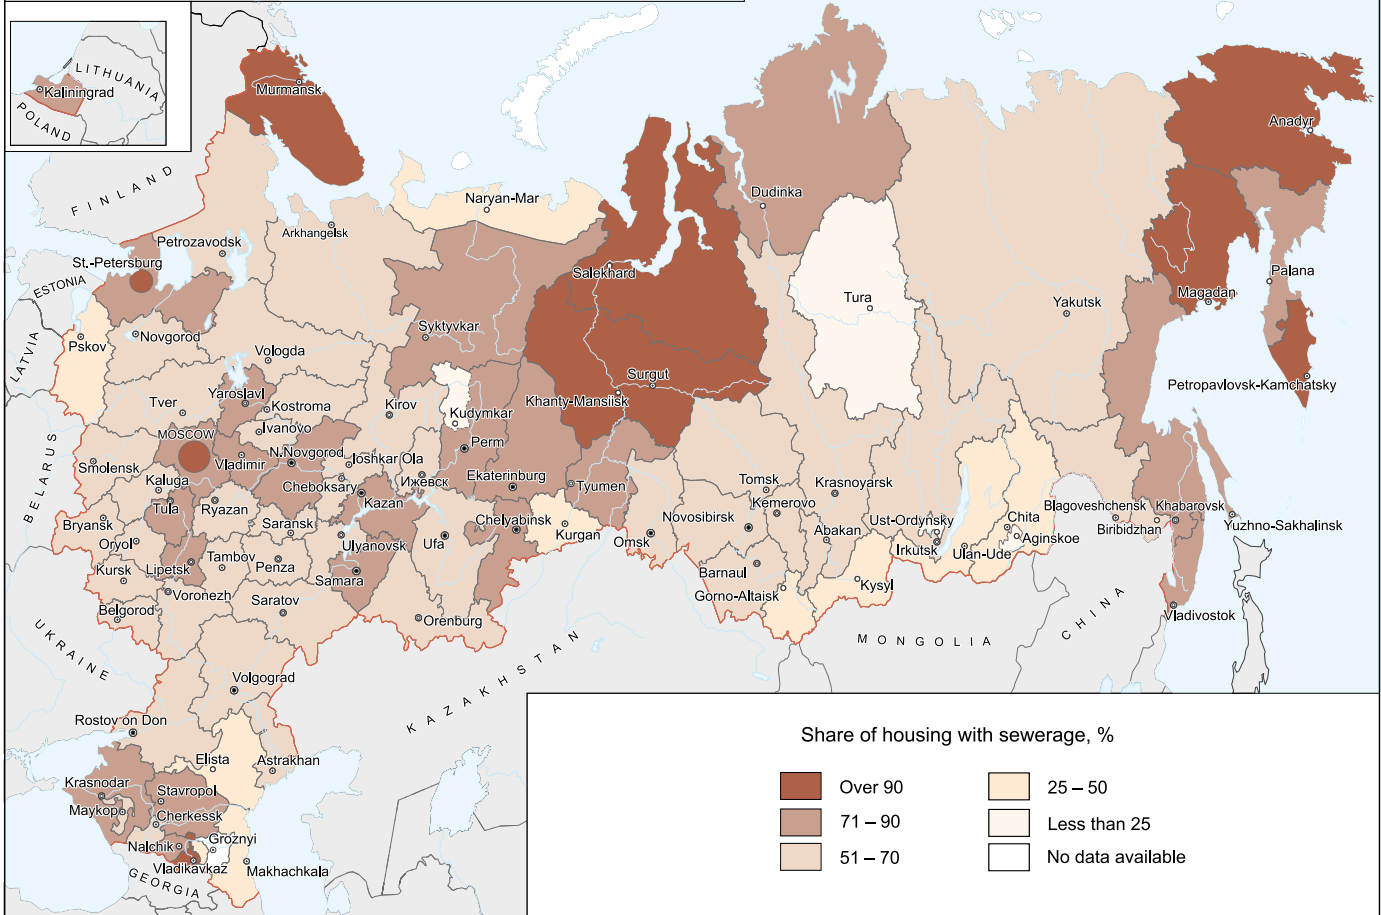 LITHUANIA
Kaliningrad
POLAND
Murmansk
Anadyr
FINLAND
Naryan-Mar
Dudinka
Arkhangelsk
Petrozavodsk
St.-Petersburg
Salekhard
Palana
ESTONIA
Tura
Magadan
Yakutsk
Syktyvkar
Novgorod
Pskov
LATVIA
Vologda
Surgut
Petropavlovsk-Kamchatsky
Yaroslavl
Khanty-Mansiisk
Tver
Kostroma
Kirov
Kudymkar
Ivanovo
MOSCOW
Perm
N.Novgorod
Vladimir
Joshkar Ola
Smolensk
BELARUS
Ekaterinburg
Kaluga
Cheboksary
Ижевск
Tyumen
Tomsk
Krasnoyarsk
Kazan
Kemerovo
Tula
Ryazan
Blagoveshchensk
Khabarovsk
Bryansk
Saransk
Chelyabinsk
Novosibirsk
Ust-Ordynsky
Chita
Yuzhno-Sakhalinsk
Abakan
Biribidzhan
Kurgan
Aginskoe
Oryol
Ulyanovsk
Ufa
Omsk
Irkutsk
Ulan-Ude
Tambov
Penza
Kursk
Lipetsk
Samara
Barnaul
Kysyl
Voronezh
Saratov
Gorno-Altaisk
Belgorod
Orenburg
Vladivostok
UKRAINE
KAZAKHSTAN
MONGOLIA
CHINA
Volgograd
Rostov on Don
Elista
Astrakhan
Krasnodar
Stavropol
Maykop
Cherkessk
Nalchik
Groznyi
Vladikavkaz
Makhachkala
GEORGIA
Share of housing with sewerage, %
Over 90
25 – 50
71 – 90
Less than 25
51 – 70
No data available